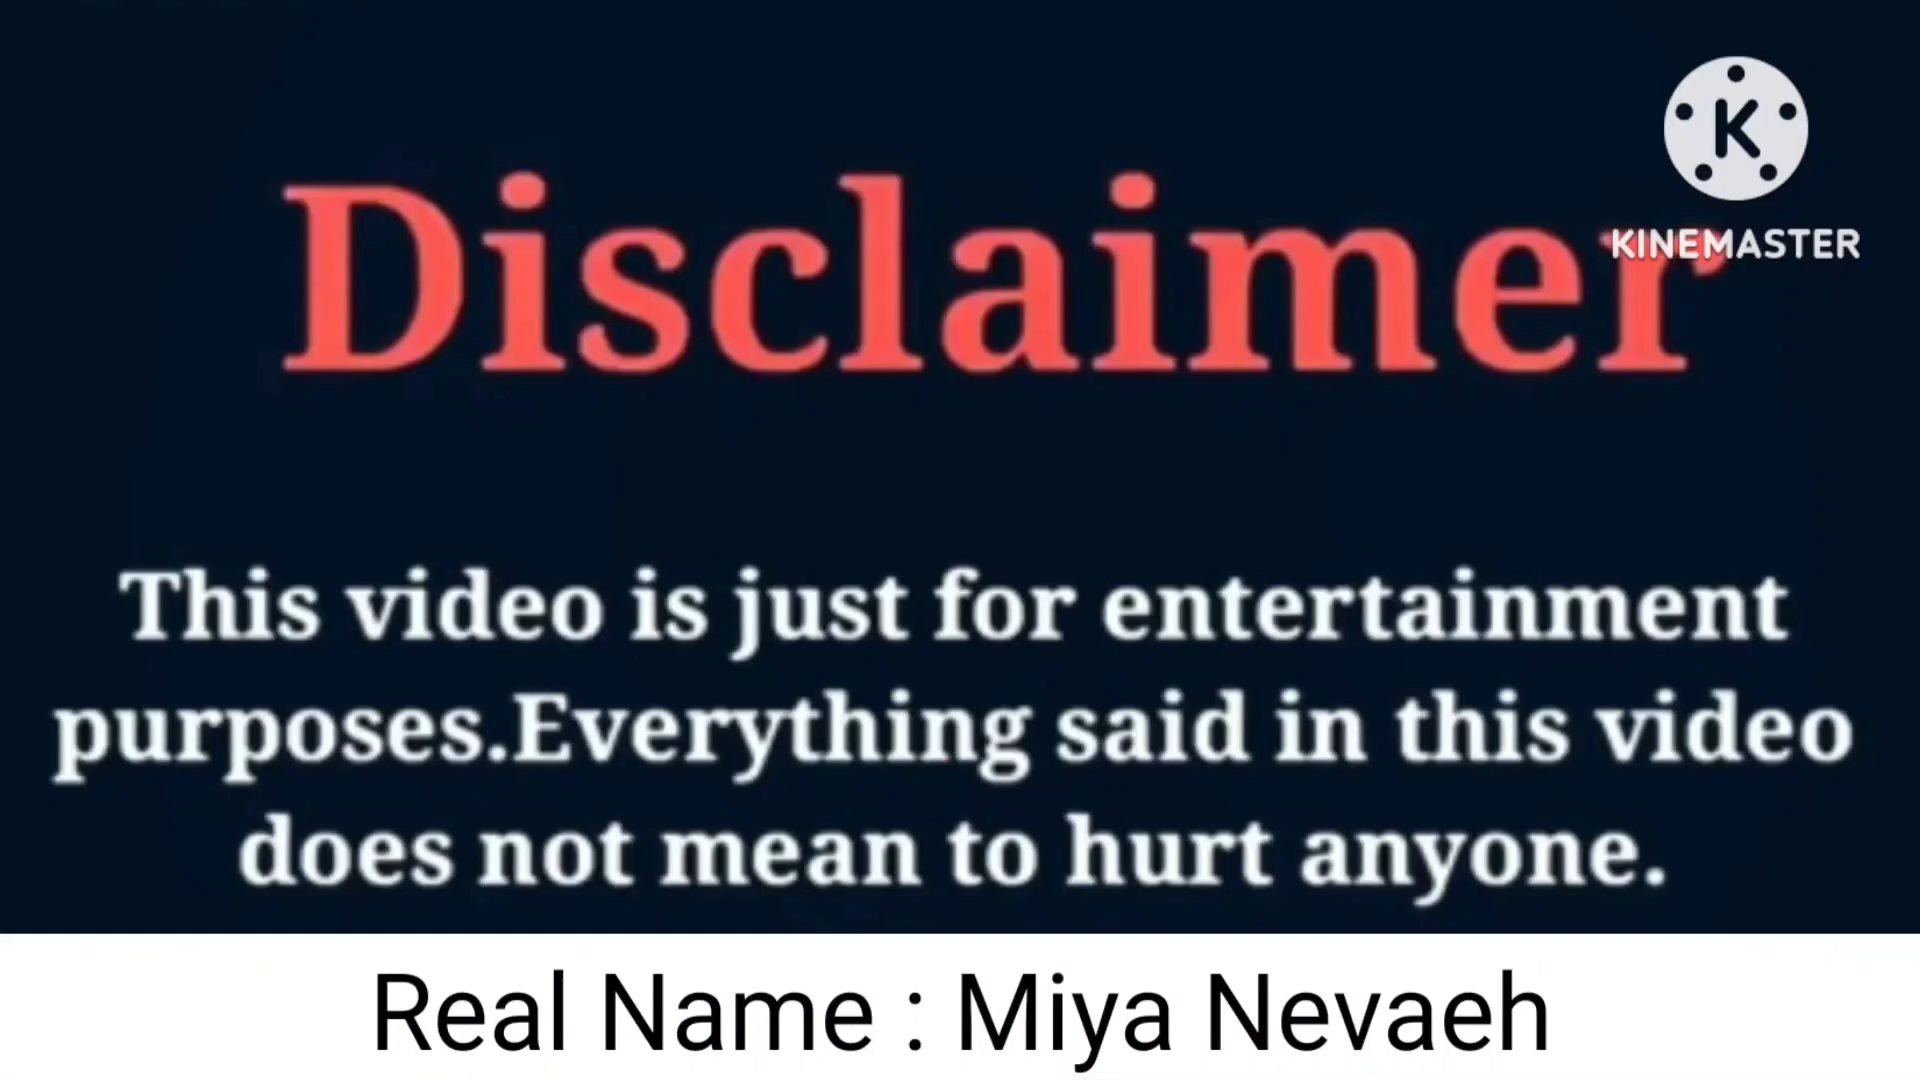 K
KINEMASTER
Disclaimer
This video is just for entertainment
purposes.Everything said in this video
does not mean to hurt anyone.
Real Name : Miya Nevaeh